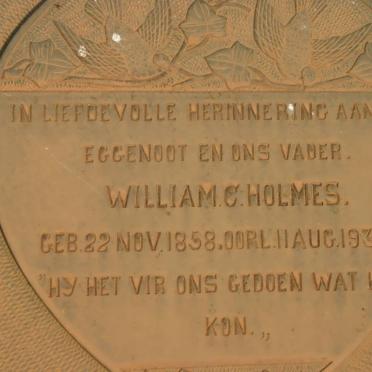 IN LIEFDEVOLLE HERINNERING AAN
EGGENOOT EN ONS VADER.
WILLIAM.C.HOLMES.
GEB.22 NOV.1858.OORL.11 AUG.193
"HY HET VIR ONS GEDOEN WAT
KON.„